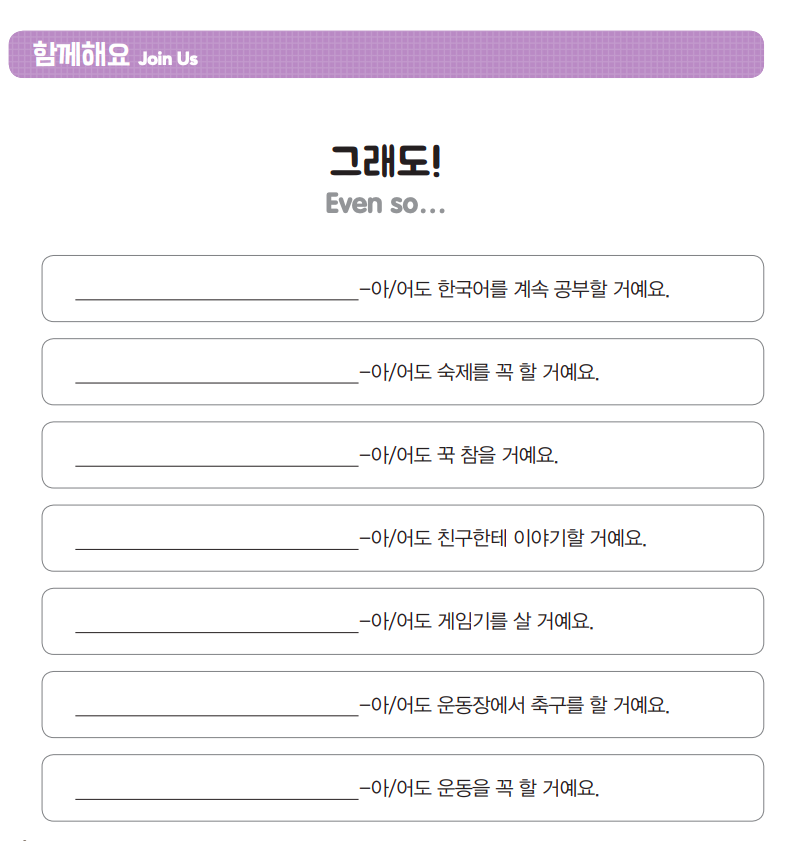 함께해요 Join Us
그래도!
Even so...
–아/어도 한국어를 계속 공부할 거예요.
–아/어도 숙제를 꼭 할 거예요.
–아/어도 꾹 참을 거예요.
–아/어도 친구한테 이야기할 거예요.
–아/어도 게임기를 살 거예요.
–아/어도 운동장에서 축구를 할 거예요.
–아/어도 운동을 꼭 할 거예요.